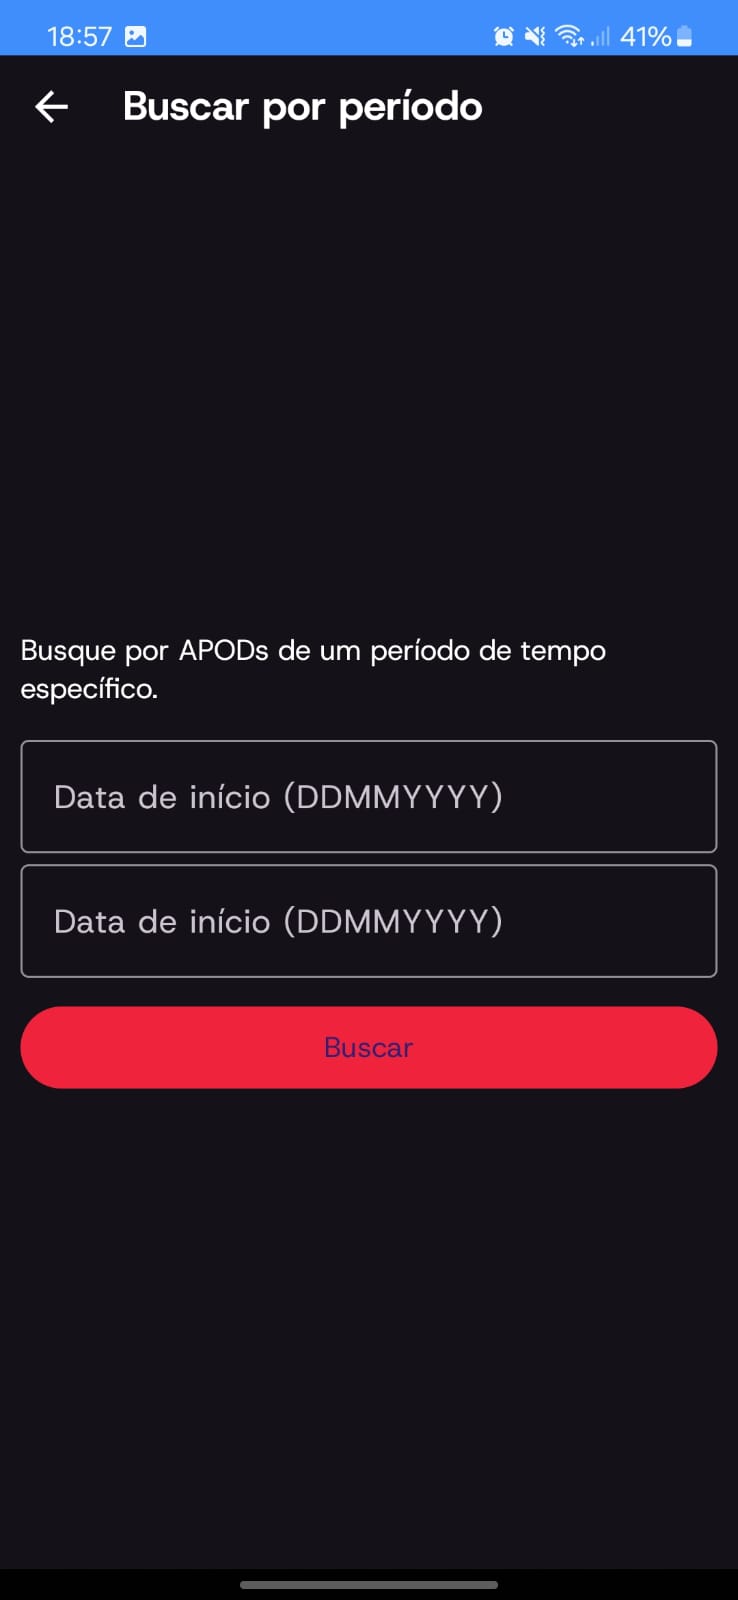 18:57
41%
Buscar por período
Busque por APODs de um período de tempo
específico.
Data de início (DDMMYYYY)
Data de início (DDMMYYYY)
Buscar